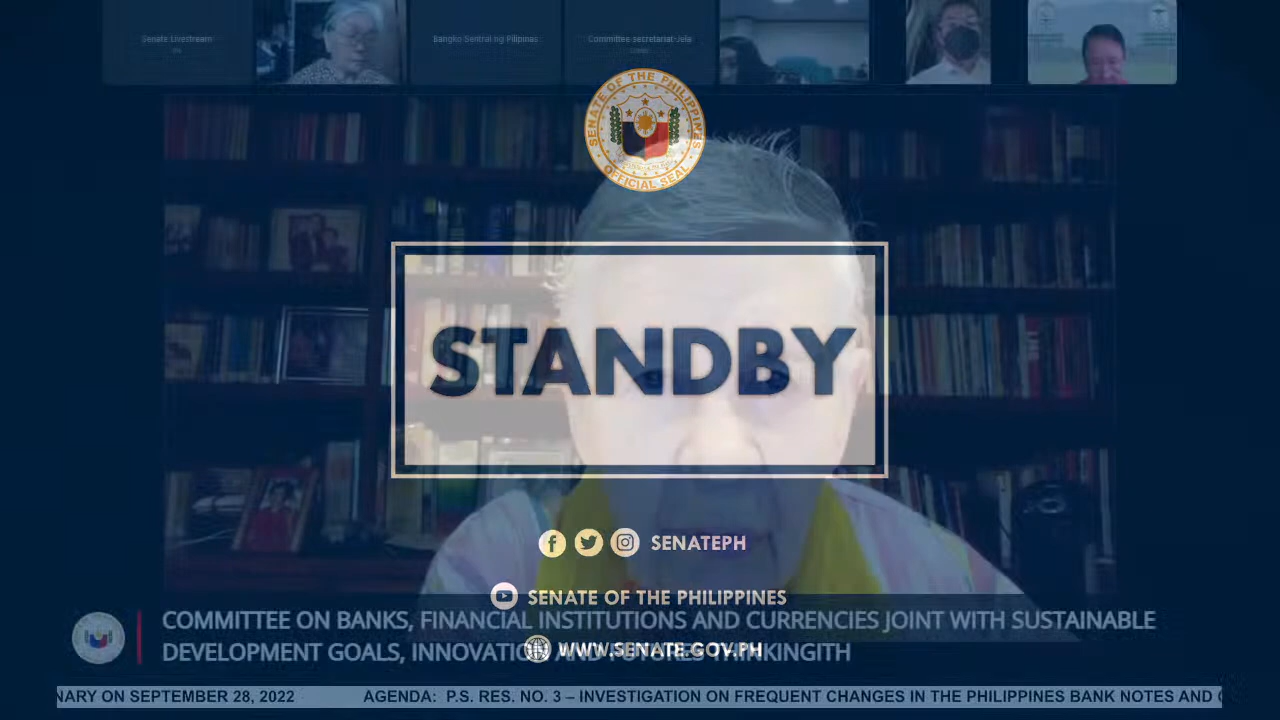 Senate Livestream
Bangko Sentral ng Pilipinas
Committee secretariat-Jela
SENATE OF THE PHILIPPINES
OFFICIAL SEAL
STANDBY
SENATEPH
SENATE OF THE PHILIPPINES
COMMITTEE ON BANKS, FINANCIAL INSTITUTIONS AND CURRENCIES JOINT WITH SUSTAINABLE
DEVELOPMENT GOALS, INNOVATION AND FUTURES THINKINGITH
WWW.SENATE.GOV.PH
NARY ON SEPTEMBER 28, 2022 AGENDA: P.S. RES. NO. 3 – INVESTIGATION ON FREQUENT CHANGES IN THE PHILIPPINES BANK NOTES AND